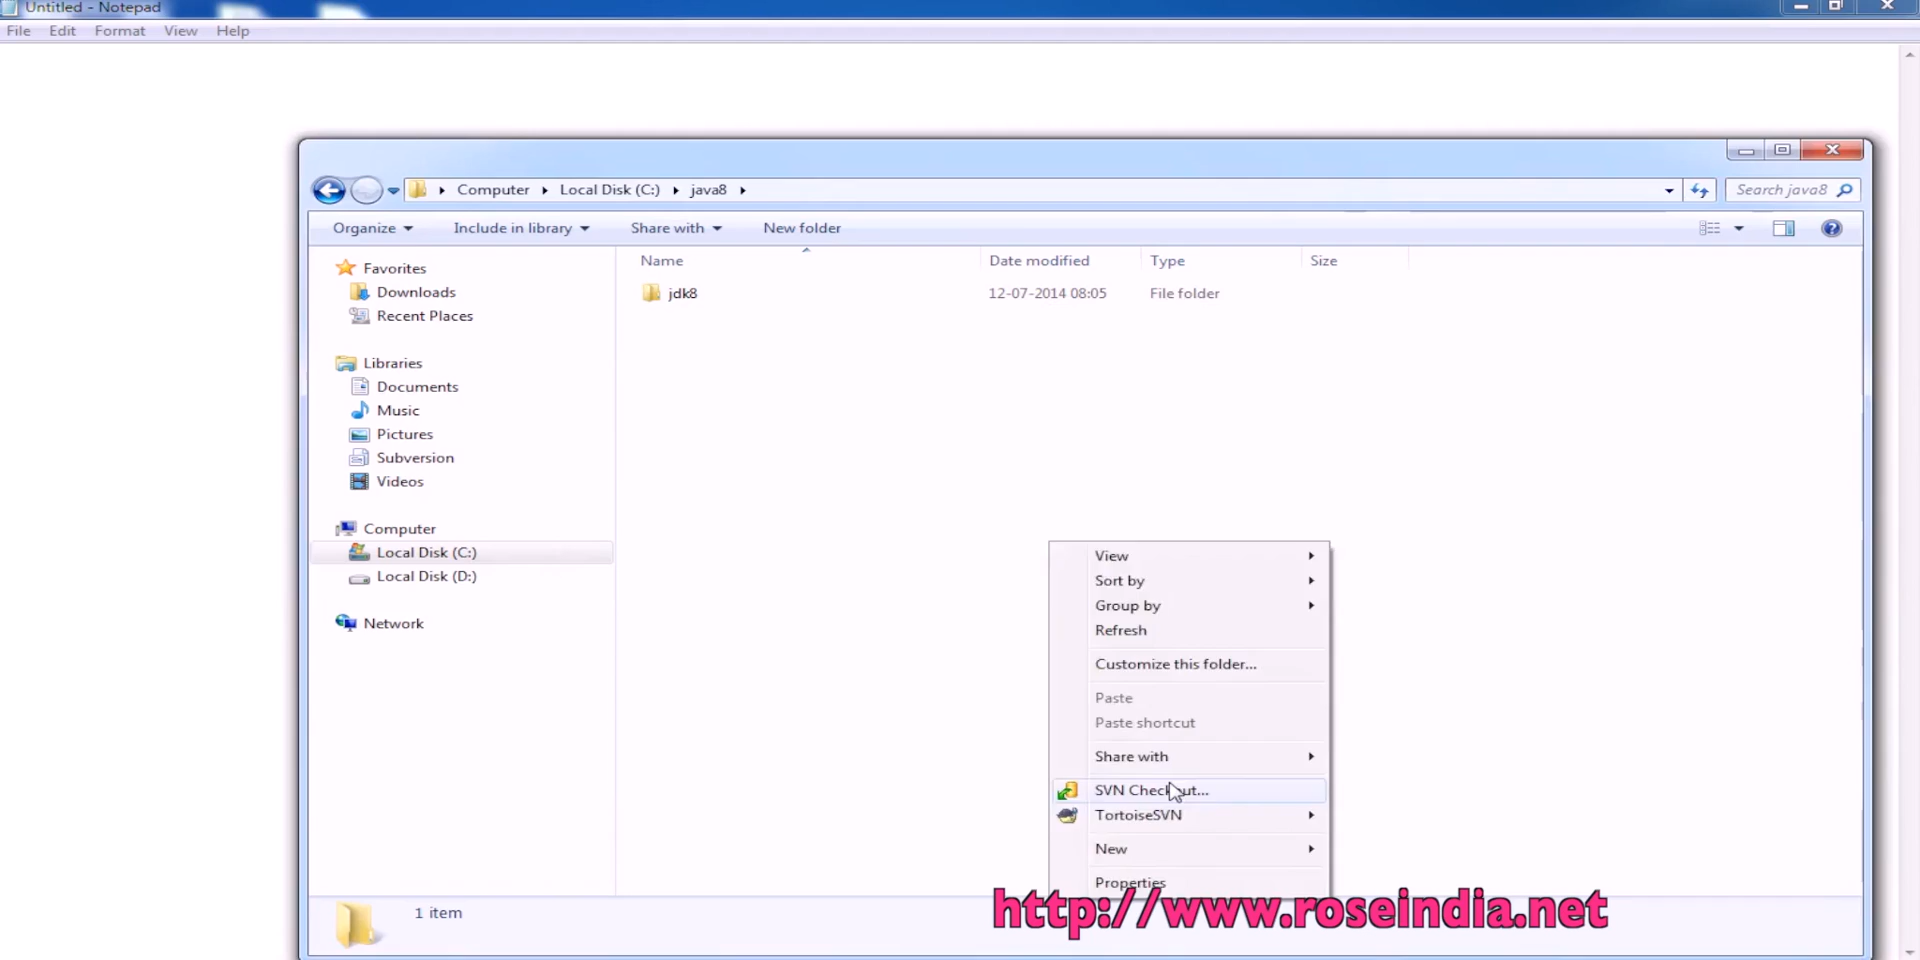 Untitled - Notepad
File Edit Format View Help
Computer Local Disk (C:) java8
Search java8
Organize Include in library Share with New folder
Name Date modified Type Size
jdk8 12-07-2014 08:05 File folder
Favorites
Downloads
Recent Places
Libraries
Documents
Music
Pictures
Subversion
Videos
Computer
Local Disk (C:)
Local Disk (D:)
Network
View
Sort by
Group by
Refresh
Customize this folder...
Paste
Paste shortcut
Share with
SVN Checkout...
TortoiseSVN
New
Properties
1 item
http://www.roseindia.net